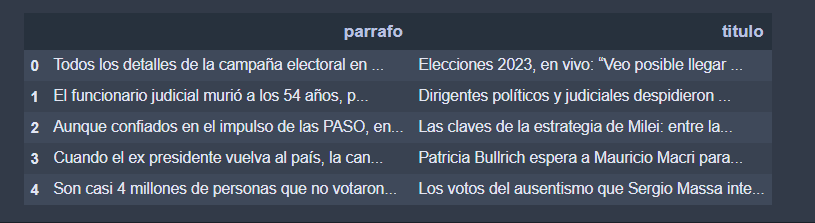 parrafo titulo
0 Todos los detalles de la campaña electoral en ... Elecciones 2023, en vivo: “Veo posible llegar ...
1 El funcionario judicial murió a los 54 años, p... Dirigentes políticos y judiciales despidieron ...
2 Aunque confiados en el impulso de las PASO, en... Las claves de la estrategia de Milei: entre la...
3 Cuando el ex presidente vuelva al país, la can... Patricia Bullrich espera a Mauricio Macri para...
4 Son casi 4 millones de personas que no votaron... Los votos del ausentismo que Sergio Massa inte...